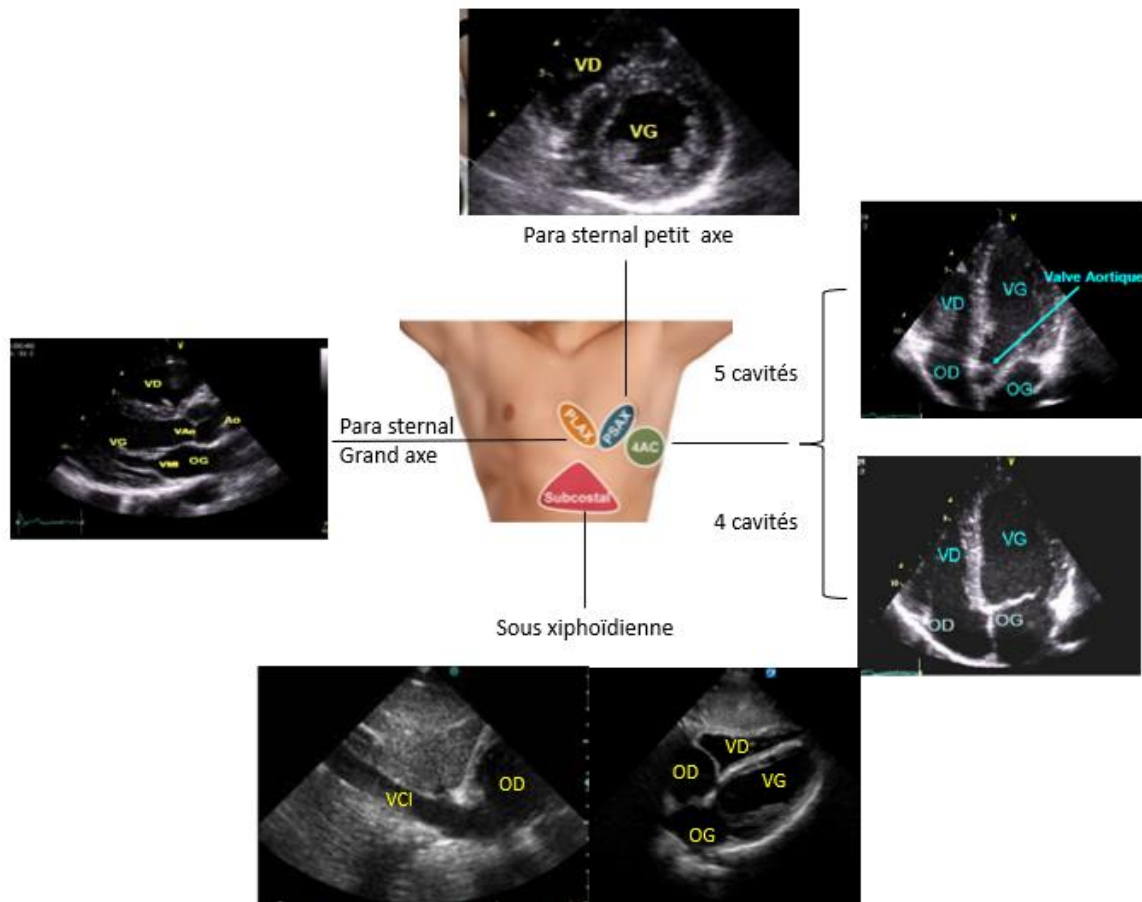 VD
VG
Para sternal petit axe
VD
VG
Valve Aortique
OD
OG
5 cavités
VD
VG
VAo
Ao
VMI
OG
Para sternal
Grand axe
PLAX
PSAX
4AC
Subcostal
4 cavités
VD
VG
OD
OG
Sous xiphoïdienne
VCI
OD
VD
OD
VG
OG